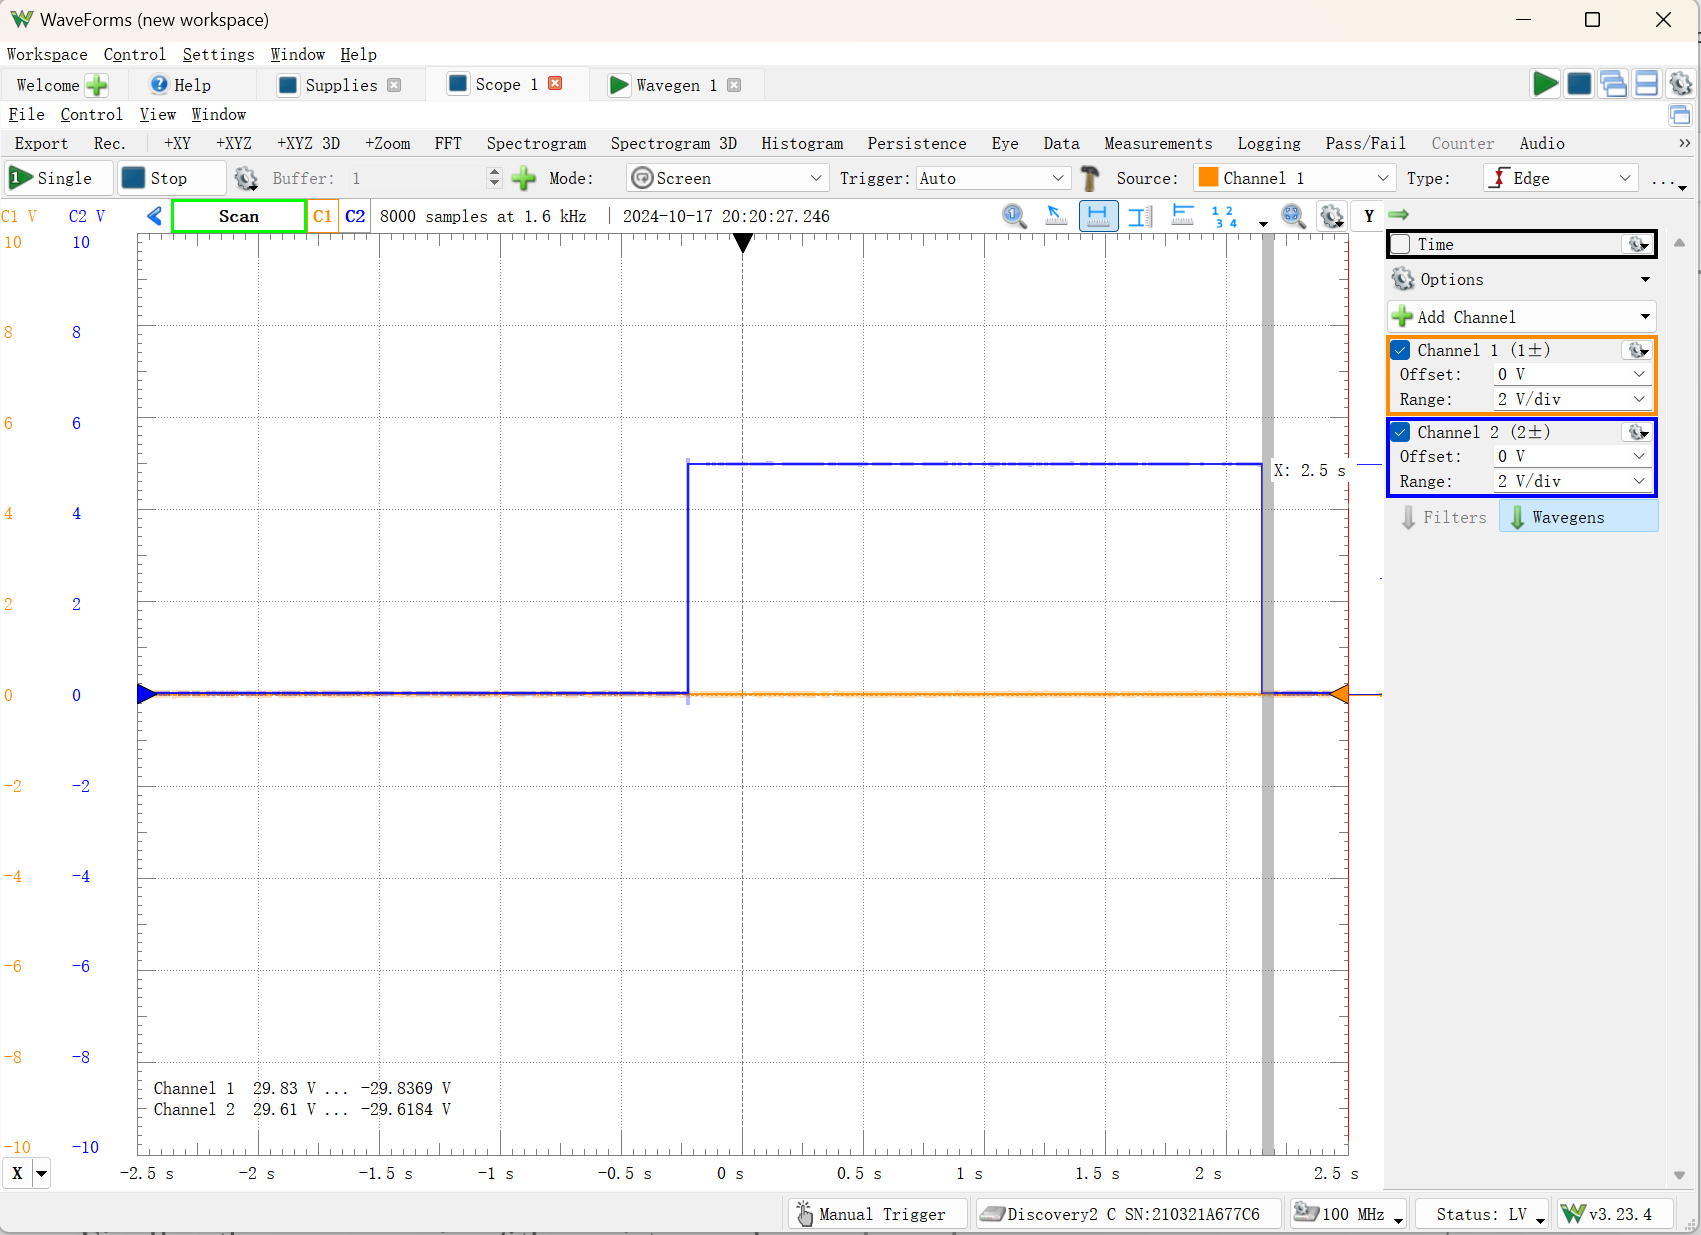 WaveForms (new workspace)
Workspace Control Settings Window Help
Welcome Help Supplies Scope 1 Wavegen 1
File Control View Window
Export Rec. +XY +XYZ +XYZ 3D +Zoom FFT Spectrogram Spectrogram 3D Histogram Persistence Eye Data Measurements Logging Pass/Fail Counter Audio »
Single Stop Buffer: 1 Mode: Screen Trigger: Auto Source: Channel 1 Type: Edge ...
C1 V C2 V Scan C1 C2 8000 samples at 1.6 kHz | 2024-10-17 20:20:27.246 Y
10 10
8 8
6 6
4 4
2 2
0 0
-2 -2
-4 -4
-6 -6
-8 -8
-10 -10
X: 2.5 s
Channel 1 29.83 V ... -29.8369 V
Channel 2 29.61 V ... -29.6184 V
X -2.5 s -2 s -1.5 s -1 s -0.5 s 0 s 0.5 s 1 s 1.5 s 2 s 2.5 s
Time
Options
Add Channel
Channel 1 (1±)
Offset: 0 V
Range: 2 V/div
Channel 2 (2±)
Offset: 0 V
Range: 2 V/div
Filters Wavegens
Manual Trigger Discovery2 C SN:210321A677C6 100 MHz Status: LV v3.23.4